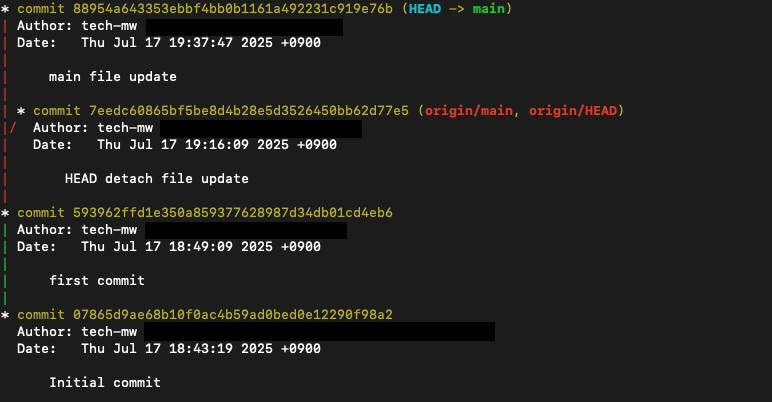 * commit 88954a643353ebbf4bb0b1161a492231c919e76b (HEAD -> main)
| Author: tech-mw
| Date:   Thu Jul 17 19:37:47 2025 +0900
|
|     main file update
|
| * commit 7eedc60865bf5be8d4b28e5d3526450bb62d77e5 (origin/main, origin/HEAD)
|/  Author: tech-mw
|   Date:   Thu Jul 17 19:16:09 2025 +0900
|
|       HEAD detach file update
|
* commit 593962ffd1e350a859377628987d34db01cd4eb6
| Author: tech-mw
| Date:   Thu Jul 17 18:49:09 2025 +0900
|
|     first commit
|
* commit 07865d9ae68b10f0ac4b59ad0bed0e12290f98a2
  Author: tech-mw
  Date:   Thu Jul 17 18:43:19 2025 +0900

      Initial commit